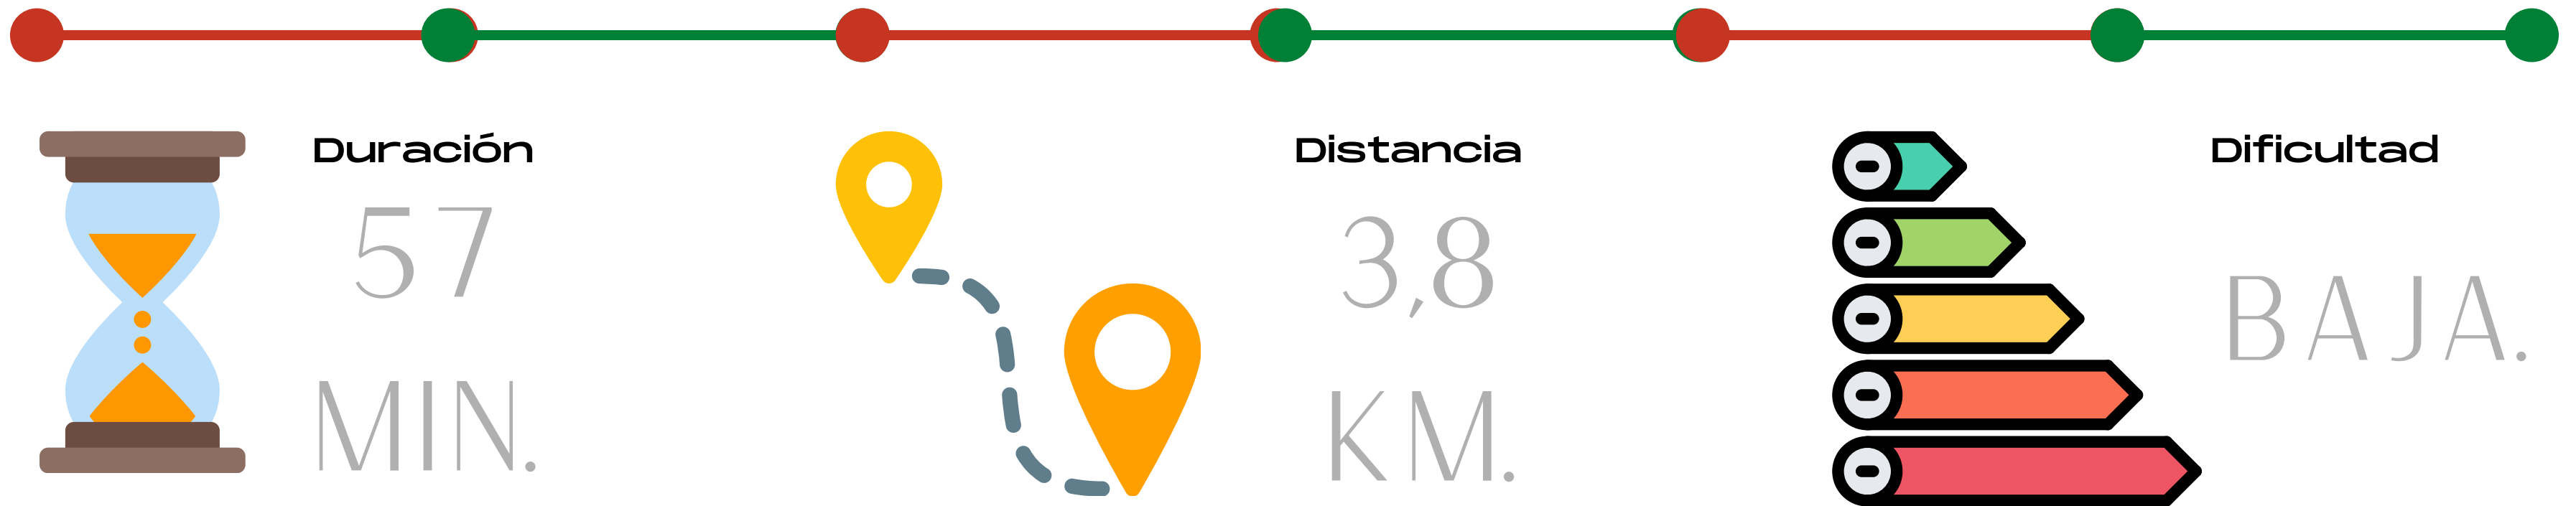 Duración
57
MIN.
Distancia
3,8
KM.
Dificultad
BAJA.